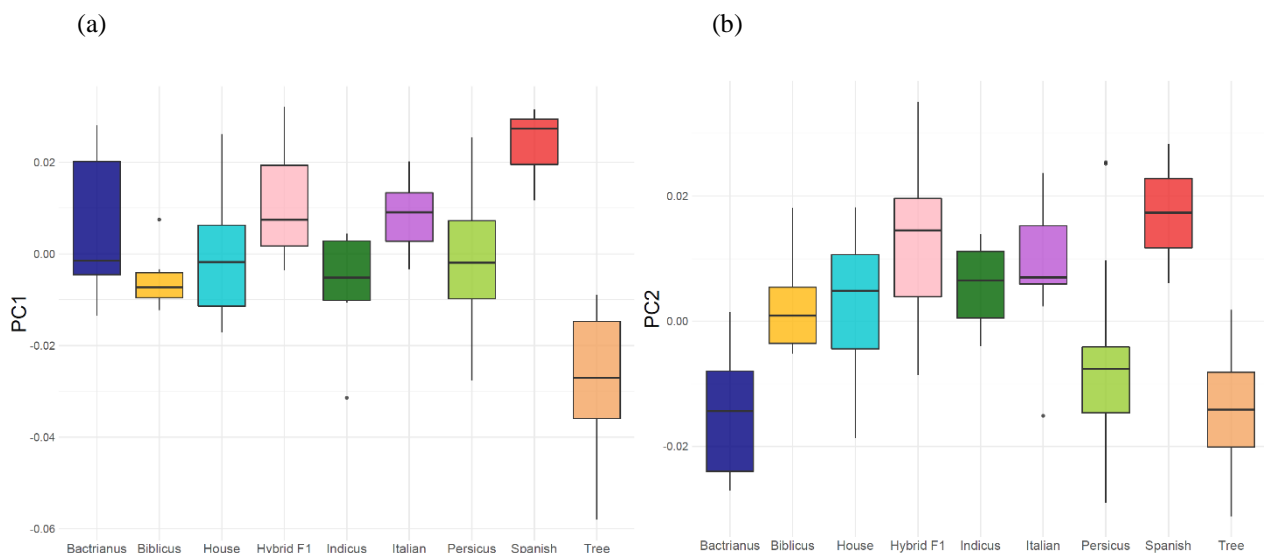 (a)
(b)
PC1
0.02
0.00
-0.02
-0.04
-0.06
Bactrianus Biblicus House Hybrid F1 Indicus Italian Persicus Spanish Tree
PC2
0.02
0.00
-0.02
Bactrianus Biblicus House Hybrid F1 Indicus Italian Persicus Spanish Tree